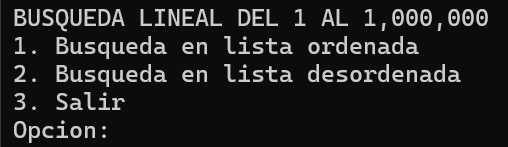 BUSQUEDA LINEAL DEL 1 AL 1,000,000
1. Busqueda en lista ordenada
2. Busqueda en lista desordenada
3. Salir
Opcion: